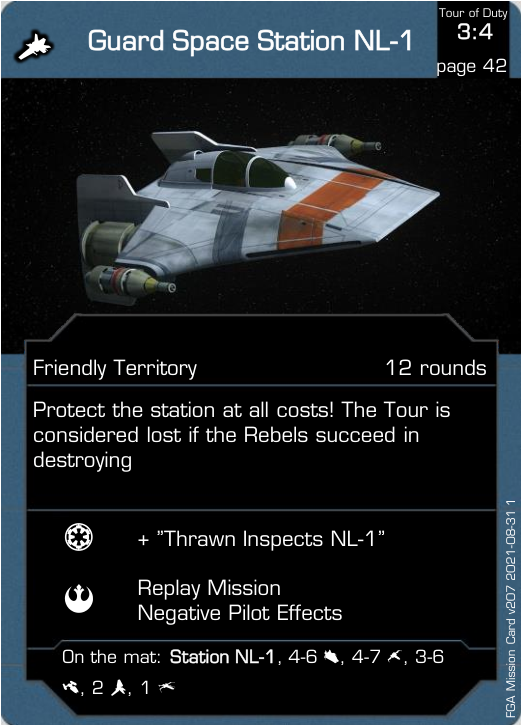 Guard Space Station NL-1
Tour of Duty
3:4
page 42
Friendly Territory 12 rounds
Protect the station at all costs! The Tour is
considered lost if the Rebels succeed in
destroying
+ "Thrawn Inspects NL-1"
Replay Mission
Negative Pilot Effects
On the mat: Station NL-1, 4-6 , 4-7 , 3-6
, 2 , 1
FGA Mission Card v207 2021-08-31 1